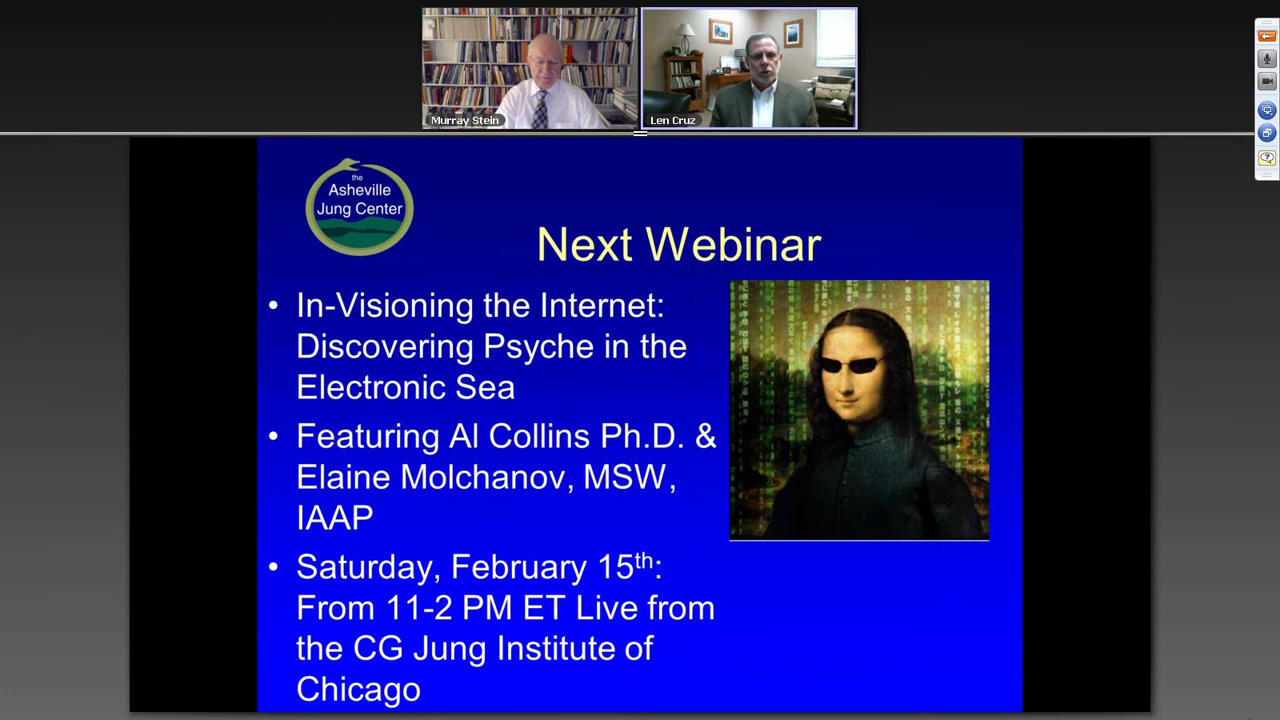 Murray Stein
Len Cruz
the
Asheville
Jung Center
Next Webinar
• In-Visioning the Internet:
Discovering Psyche in the
Electronic Sea
• Featuring Al Collins Ph.D. &
Elaine Molchanov, MSW,
IAAP
• Saturday, February 15th:
From 11-2 PM ET Live from
the CG Jung Institute of
Chicago